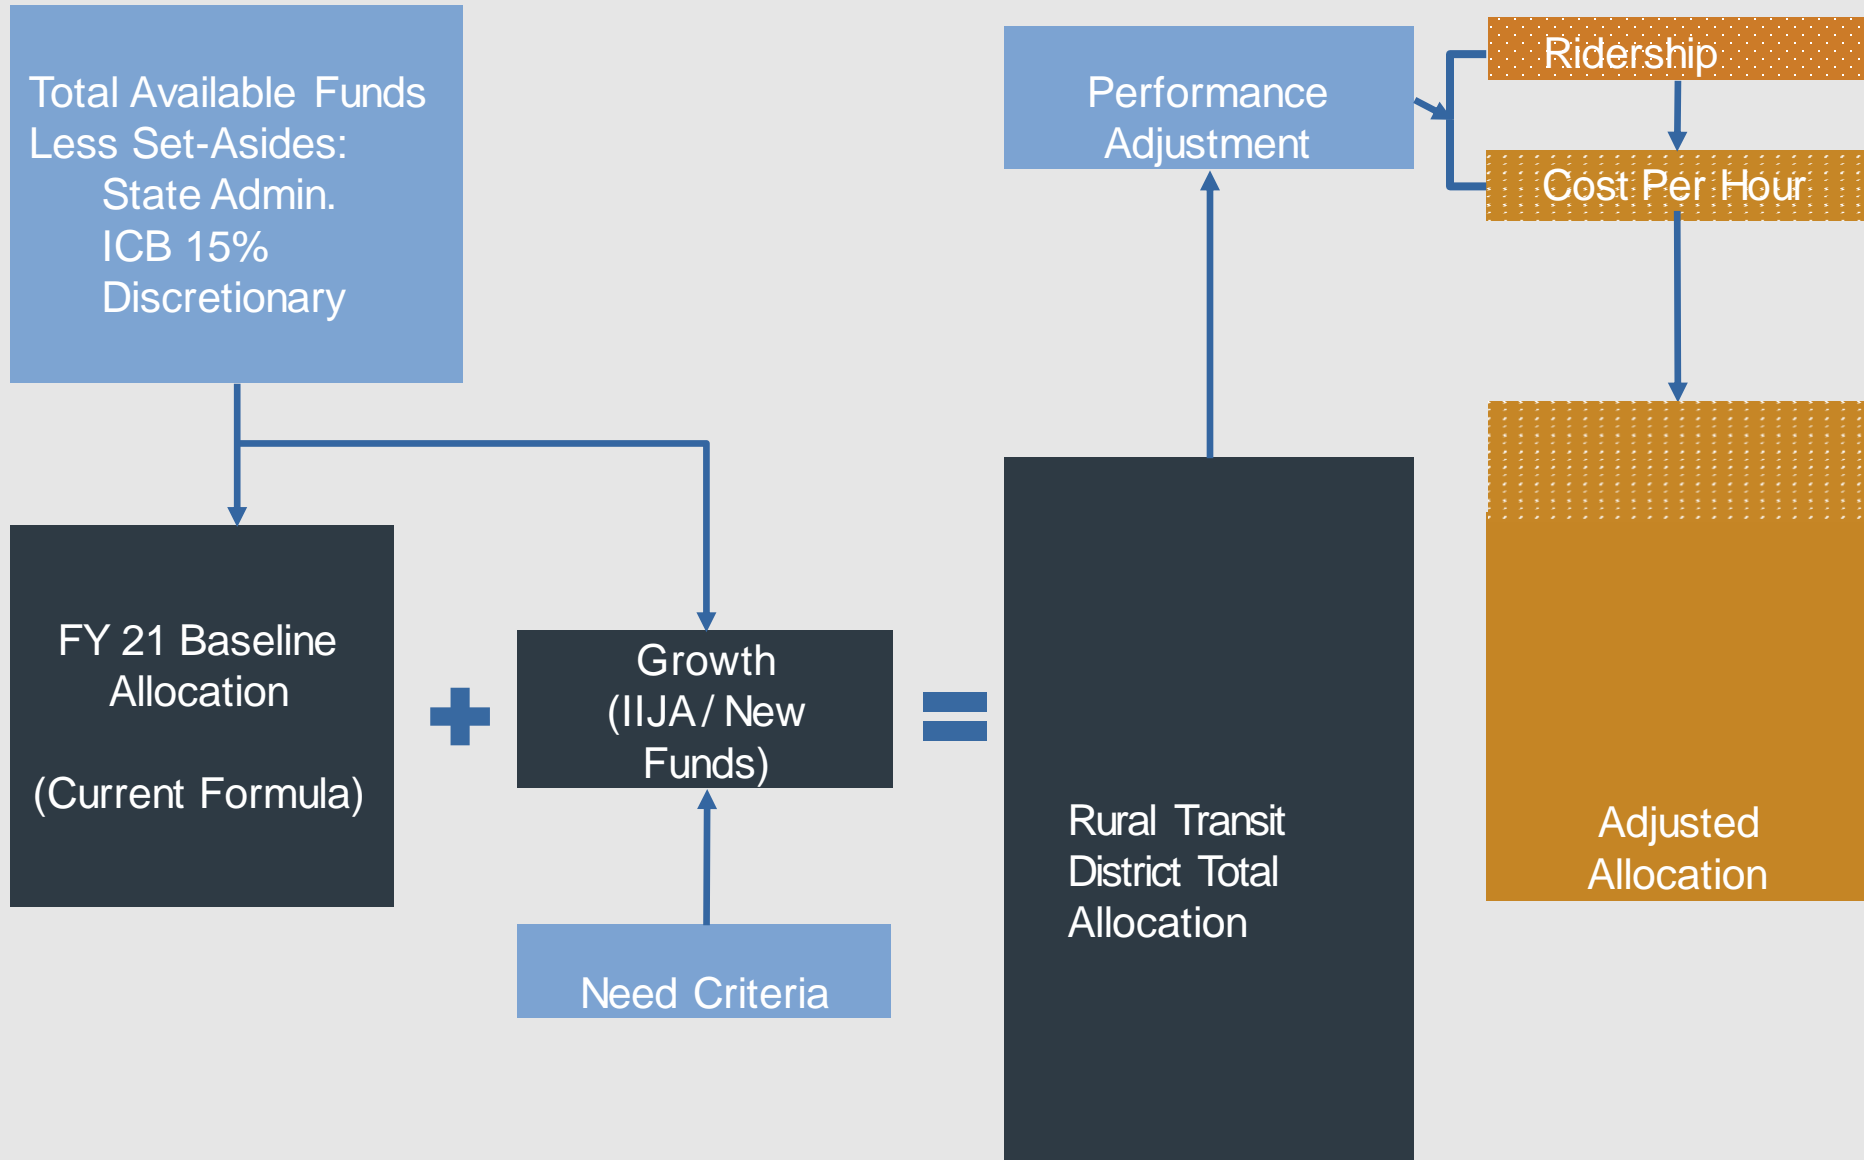 Total Available Funds
Less Set-Asides:
State Admin.
ICB 15%
Discretionary
FY 21 Baseline
Allocation
(Current Formula)
Growth
(IIJA / New
Funds)
Need Criteria
Rural Transit
District Total
Allocation
Performance
Adjustment
Ridership
Cost Per Hour
Adjusted
Allocation